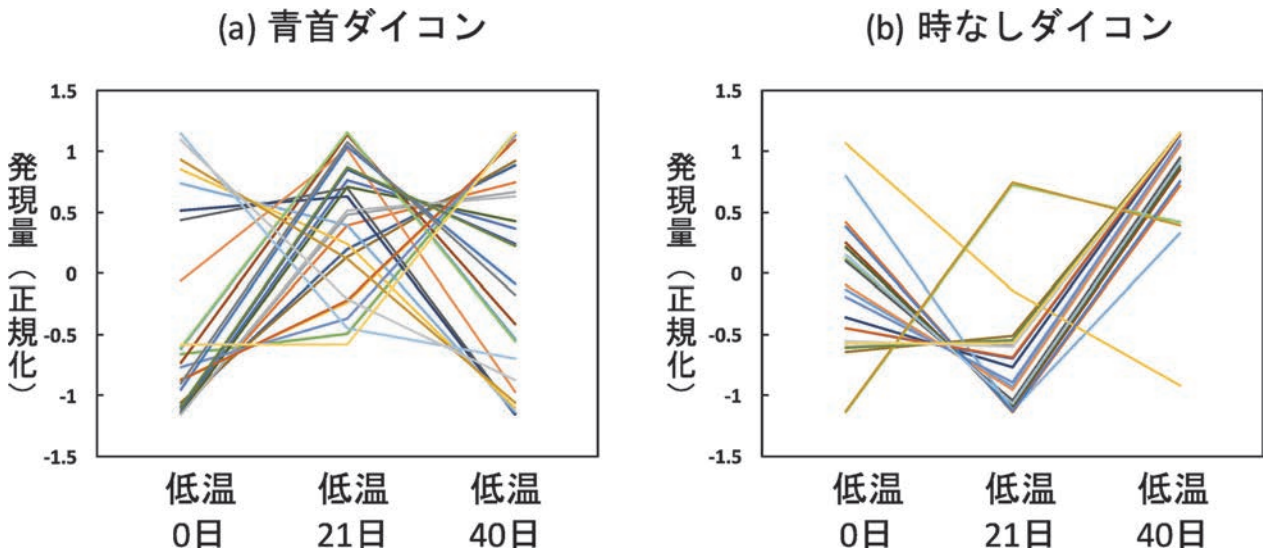 (a) 青首ダイコン
発現量(正規化)
1.5
1
0.5
0
-0.5
-1
-1.5
低温
0日
低温
21日
低温
40日
(b) 時なしダイコン
発現量(正規化)
1.5
1
0.5
0
-0.5
-1
-1.5
低温
0日
低温
21日
低温
40日